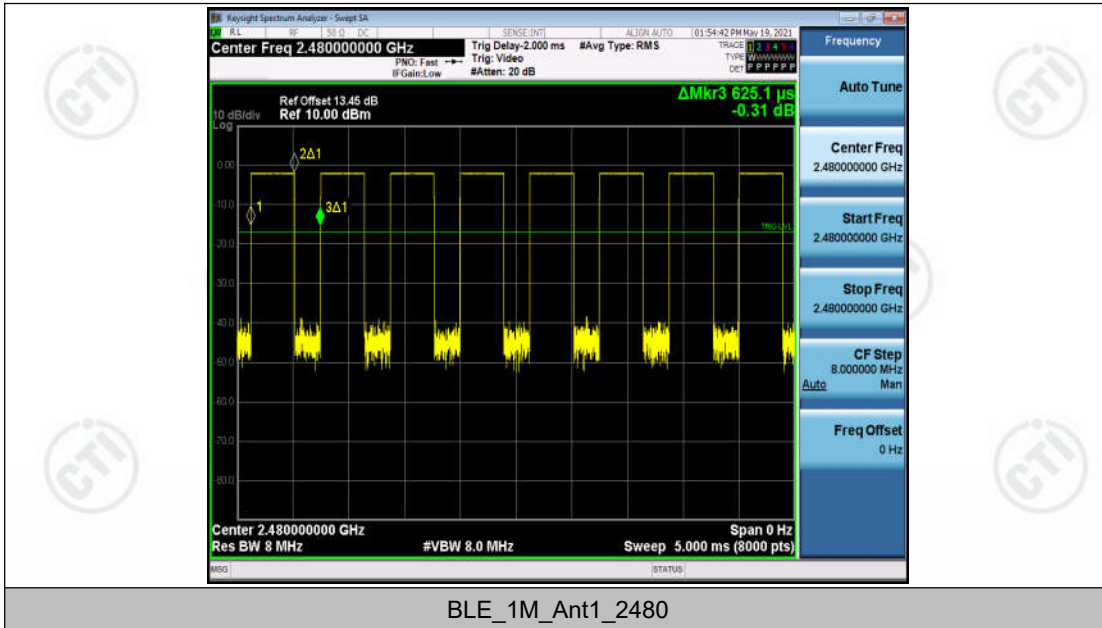 Keysight Spectrum Analyzer - Swept SA
RL RF 50 Ω DC SENSE:INT ALIGN AUTO 01:54:42 PM May 19, 2021
Center Freq 2.480000000 GHz
PNO: Fast
IFGain:Low
Trig Delay-2.000 ms
Trig: Video
#Atten: 20 dB
#Avg Type: RMS
TRACE 1 2 3 4 5 6
TYPE WWWWWW
DET P P P P P P
ΔMkr3 625.1 µs
-0.31 dB
Ref Offset 13.45 dB
10 dB/div Ref 10.00 dBm
Log
0.00
-10.0
-20.0
-30.0
-40.0
-50.0
-60.0
-70.0
-80.0
1
2Δ1
3Δ1
TRIG LVL
Center 2.480000000 GHz
Span 0 Hz
Res BW 8 MHz
#VBW 8.0 MHz
Sweep 5.000 ms (8000 pts)
MSG
STATUS
Frequency
Auto Tune
Center Freq
2.480000000 GHz
Start Freq
2.480000000 GHz
Stop Freq
2.480000000 GHz
CF Step
8.000000 MHz
Auto Man
Freq Offset
0 Hz
BLE_1M_Ant1_2480
CTI
CTI
CTI
CTI